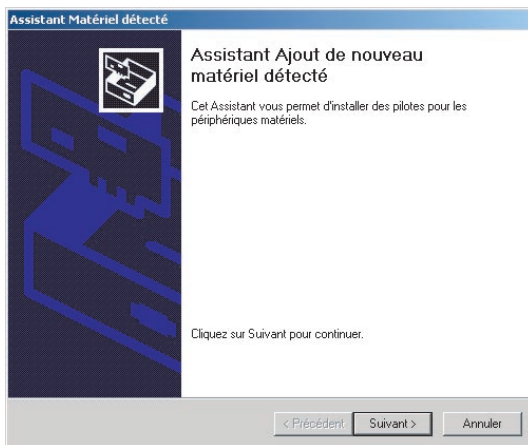 Assistant Matériel détecté
Assistant Ajout de nouveau
matériel détecté
Cet Assistant vous permet d'installer des pilotes pour les
périphériques matériels.
Cliquez sur Suivant pour continuer.
< Précédent
Suivant >
Annuler